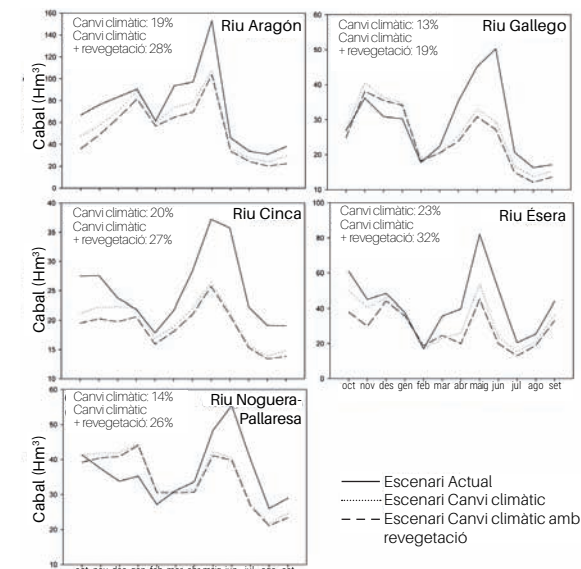 Canvi climàtic: 19%
Canvi climàtic
+ revegetació: 28%
Riu Aragón
Cabal (Hm³)
160
140
120
100
80
60
40
20
0
Canvi climàtic: 13%
Canvi climàtic
+ revegetació: 19%
Riu Gallego
60
50
40
30
20
10
Canvi climàtic: 20%
Canvi climàtic
+ revegetació: 27%
Riu Cinca
Cabal (Hm³)
40
35
30
25
20
15
10
Canvi climàtic: 23%
Canvi climàtic
+ revegetació: 32%
Riu Ésera
100
80
60
40
20
0
oct nov des gen feb mar abr maig jun jul ago set
Canvi climàtic: 14%
Canvi climàtic
+ revegetació: 26%
Riu Noguera-
Pallaresa
Cabal (Hm³)
60
50
40
30
20
10
Escenari Actual
Escenari Canvi climàtic
Escenari Canvi climàtic amb
revegetació